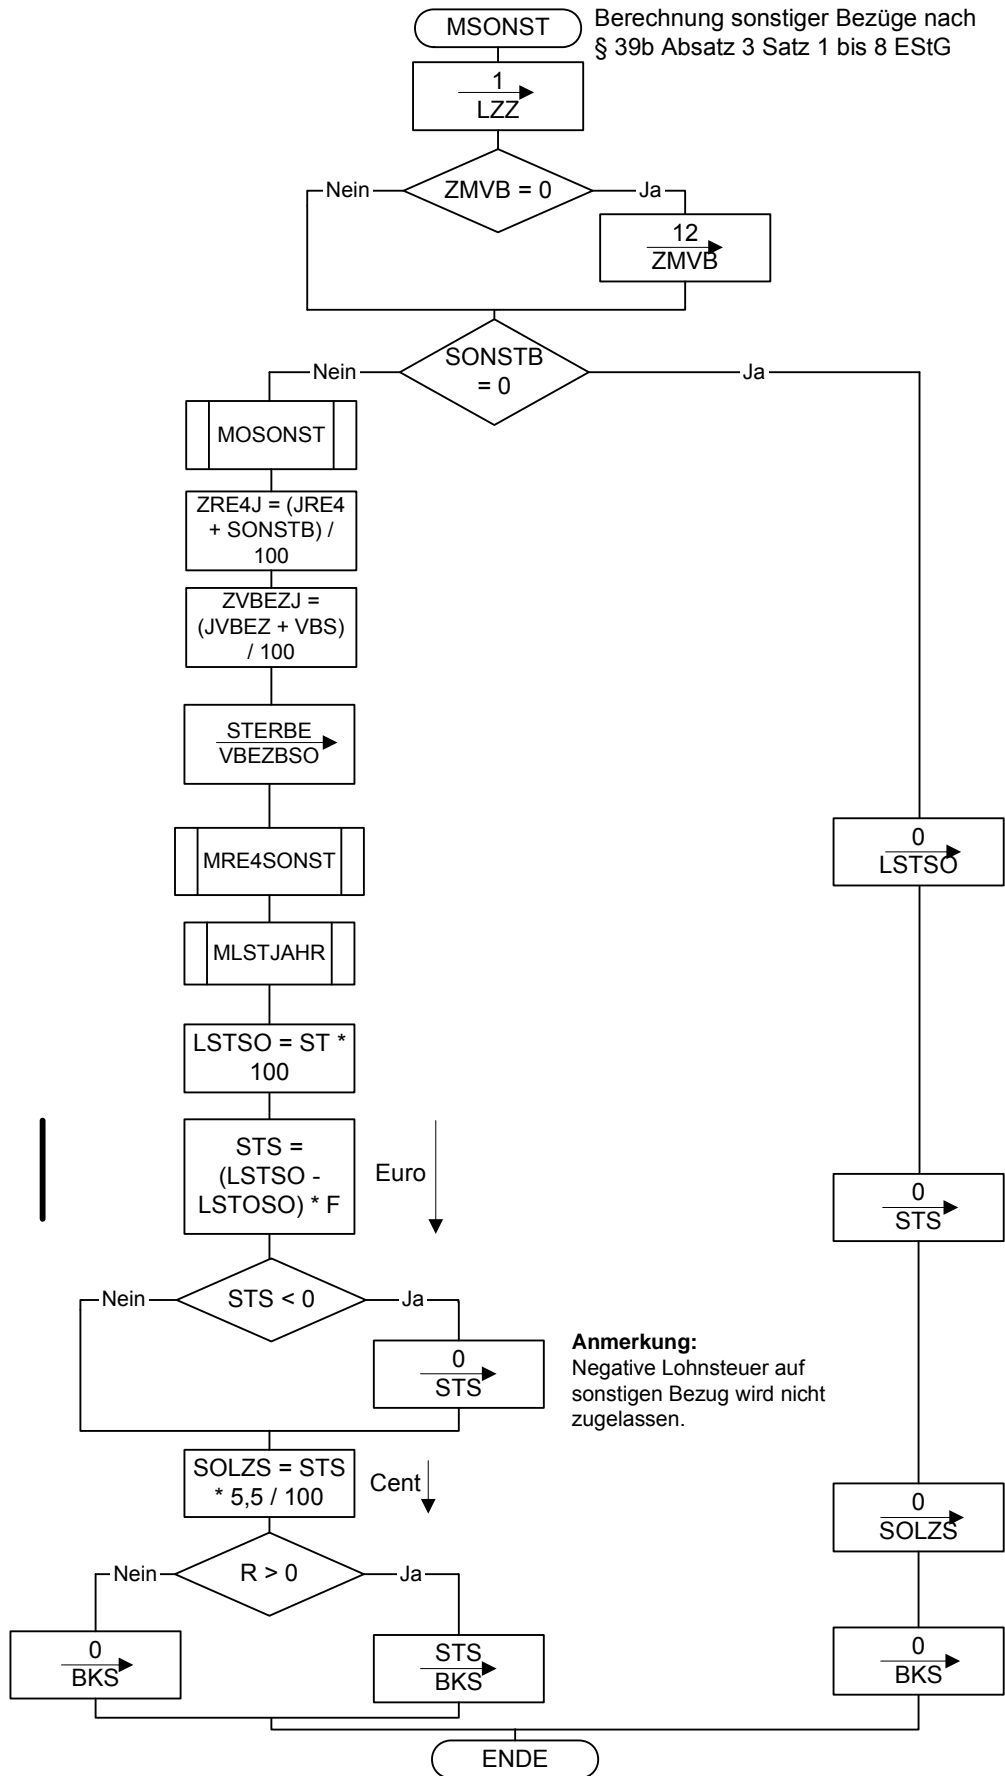 MSONST
Berechnung sonstiger Bezüge nach
§ 39b Absatz 3 Satz 1 bis 8 EStG
1
LZZ
Nein
ZMVB = 0
Ja
12
ZMVB
Nein
SONSTB
= 0
Ja
MOSONST
ZRE4J = (JRE4
+ SONSTB) /
100
ZVBEZJ =
(JVBEZ + VBS)
/ 100
STERBE
VBEZBSO
MRE4SONST
0
LSTSO
MLSTJAHR
LSTSO = ST *
100
STS =
(LSTSO -
LSTOSO) * F
Euro
0
STS
Nein
STS < 0
Ja
0
STS
Anmerkung:
Negative Lohnsteuer auf
sonstigen Bezug wird nicht
zugelassen.
SOLZS = STS
* 5,5 / 100
Cent
0
SOLZS
Nein
R > 0
Ja
0
BKS
STS
BKS
0
BKS
ENDE